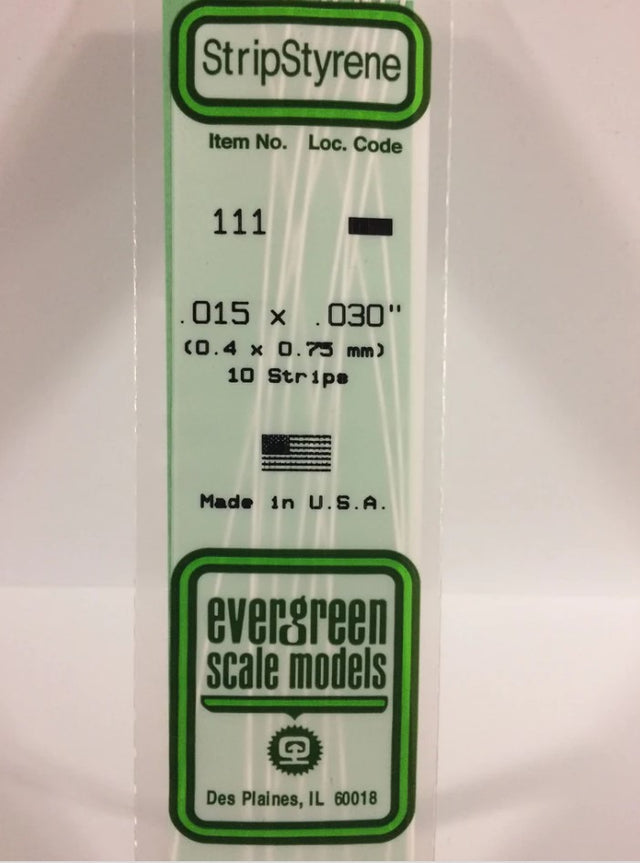 StripStyrene
Item No. Loc. Code
111
.015 x .030"
(0.4 x 0.75 mm)
10 Strips
Made in U.S.A.
evergreen
scale models
Des Plaines, IL 60018